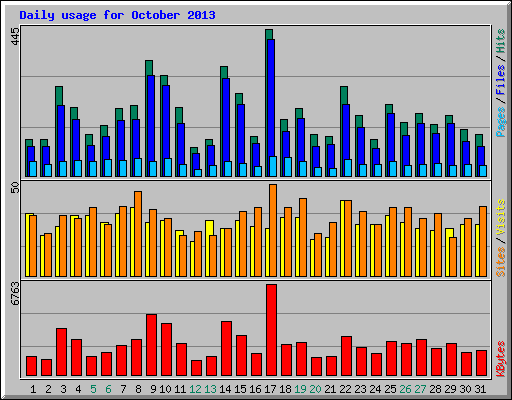 Daily usage for October 2013
445
Pages / Files / Hits
50
Sites / Visits
6763
KBytes
1 2 3 4 5 6 7 8 9 10 11 12 13 14 15 16 17 18 19 20 21 22 23 24 25 26 27 28 29 30 31